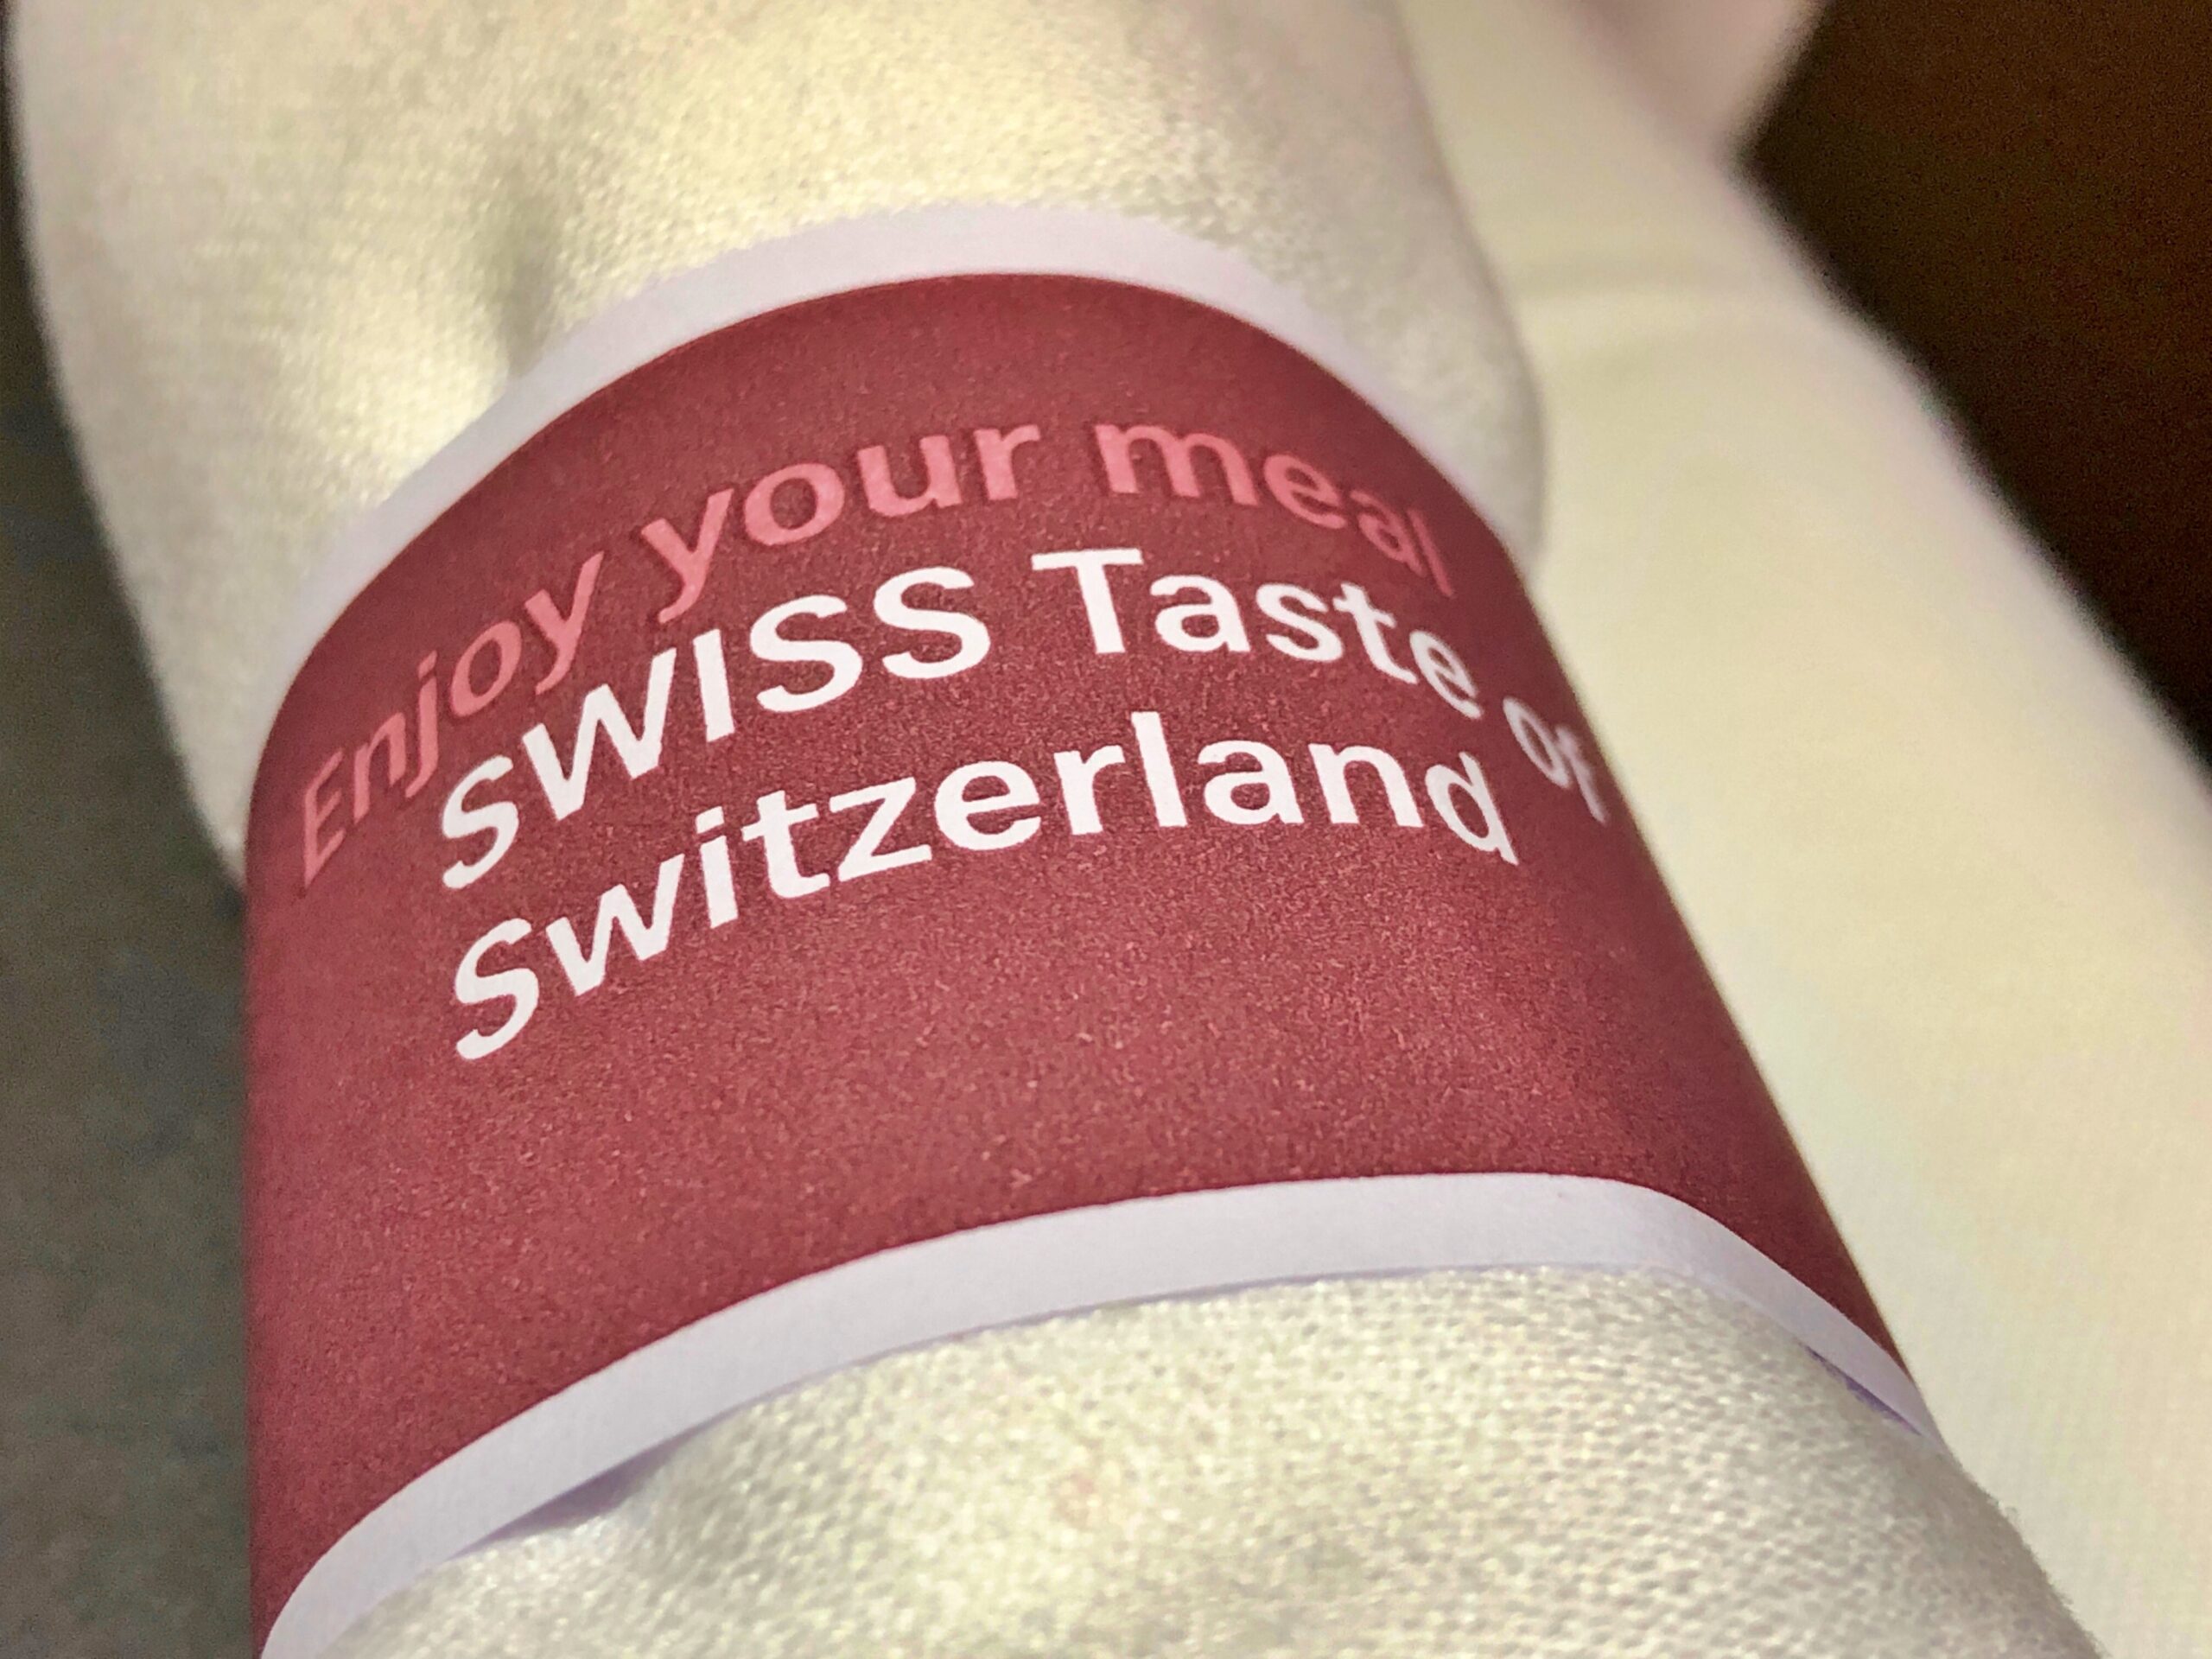 Enjoy your meal
SWISS Taste of
Switzerland